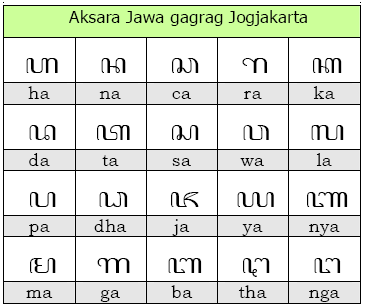 Aksara Jawa gagrag Jogjakarta
ꦲ ꦤ ꦕ ꦫ ꦏ
ha na ca ra ka
ꦢ ꦠ ꦱ ꦮ ꦭ
da ta sa wa la
ꦥ ꦝ ꦗ ꦪ ꦚ
pa dha ja ya nya
ꦩ ꦒ ꦧ ꦛ ꦔ
ma ga ba tha nga